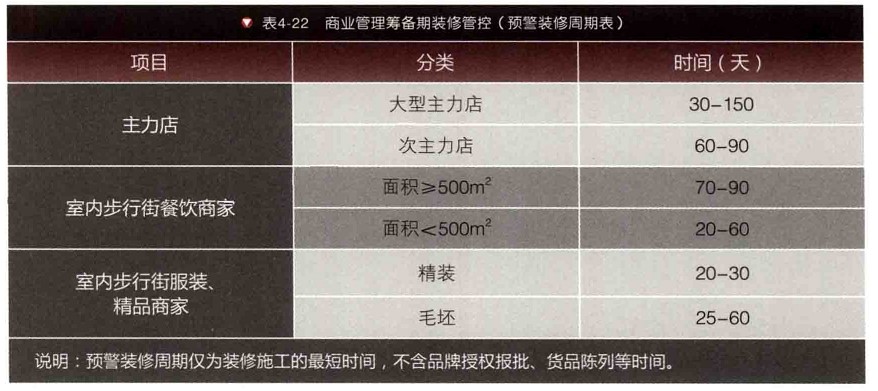 表4-22 商业管理筹备期装修管控（预警装修周期表）
项目 分类 时间（天）
主力店 大型主力店 30-150
次主力店 60-90
室内步行街餐饮商家 面积≥500m² 70-90
面积<500m² 20-60
室内步行街服装、
精品商家 精装 20-30
毛坯 25-60
说明：预警装修周期仅为装修施工的最短时间，不含品牌授权报批、货品陈列等时间。